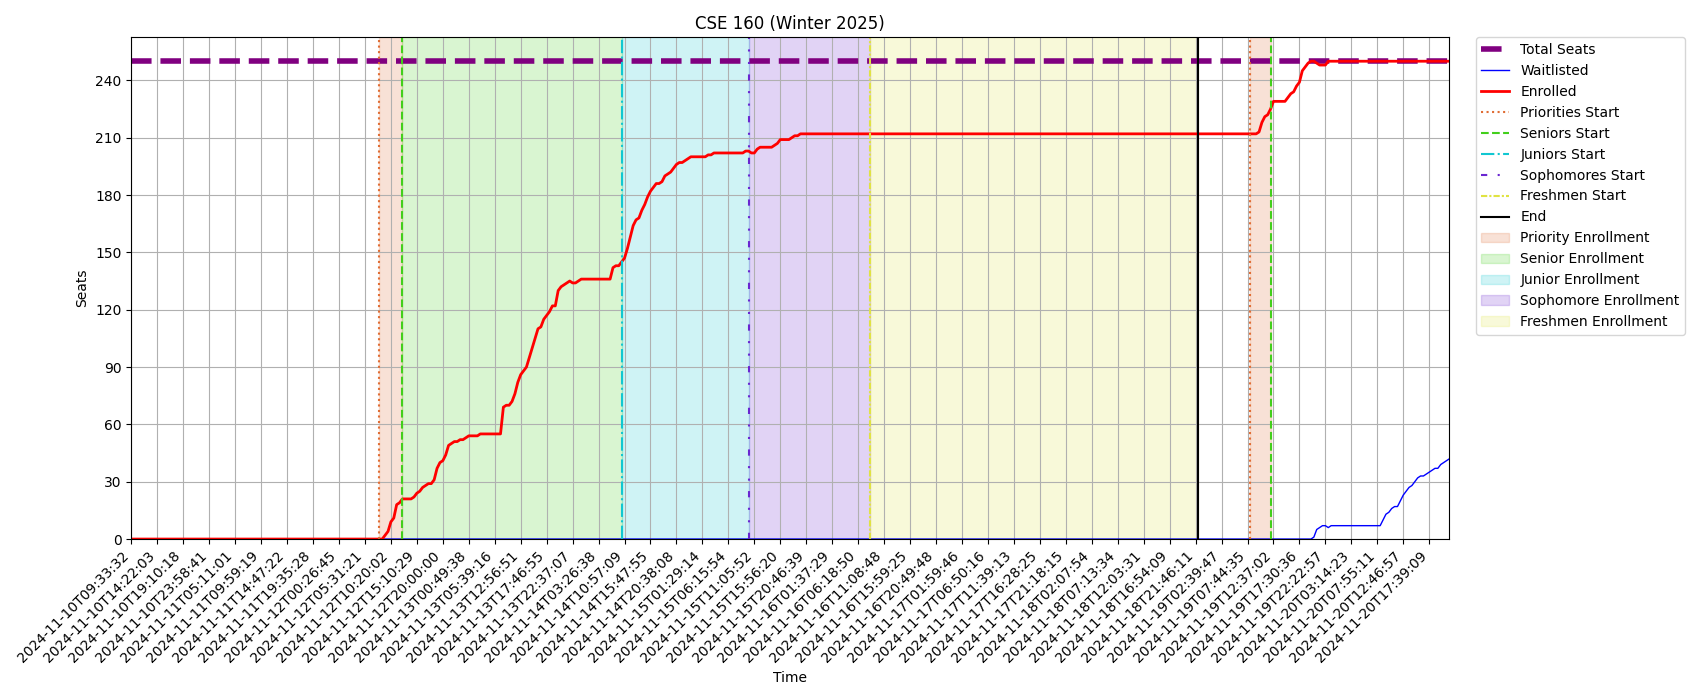 CSE 160 (Winter 2025)
240
210
180
150
120
90
60
30
0
Seats
2024-11-10T09:33:32
2024-11-10T14:22:03
2024-11-10T19:10:18
2024-11-10T23:58:41
2024-11-11T05:11:01
2024-11-11T09:59:19
2024-11-11T14:47:22
2024-11-11T19:35:28
2024-11-12T00:26:45
2024-11-12T05:31:21
2024-11-12T10:20:02
2024-11-12T15:10:29
2024-11-12T20:00:00
2024-11-13T00:49:38
2024-11-13T05:39:16
2024-11-13T12:56:51
2024-11-13T17:46:55
2024-11-13T22:37:07
2024-11-14T03:26:38
2024-11-14T10:57:09
2024-11-14T15:47:55
2024-11-14T20:38:08
2024-11-15T01:29:14
2024-11-15T06:15:54
2024-11-15T11:05:52
2024-11-15T15:56:20
2024-11-15T20:46:39
2024-11-16T01:37:29
2024-11-16T06:18:50
2024-11-16T11:08:48
2024-11-16T15:59:25
2024-11-16T20:49:48
2024-11-17T01:59:46
2024-11-17T06:50:16
2024-11-17T11:39:13
2024-11-17T16:28:25
2024-11-17T21:18:15
2024-11-18T02:07:54
2024-11-18T07:13:34
2024-11-18T12:03:31
2024-11-18T16:54:09
2024-11-18T21:46:11
2024-11-19T02:39:47
2024-11-19T07:44:35
2024-11-19T12:37:02
2024-11-19T17:30:36
2024-11-19T22:22:57
2024-11-20T03:14:23
2024-11-20T07:55:11
2024-11-20T12:46:57
2024-11-20T17:39:09
Time
Total Seats
Waitlisted
Enrolled
Priorities Start
Seniors Start
Juniors Start
Sophomores Start
Freshmen Start
End
Priority Enrollment
Senior Enrollment
Junior Enrollment
Sophomore Enrollment
Freshmen Enrollment